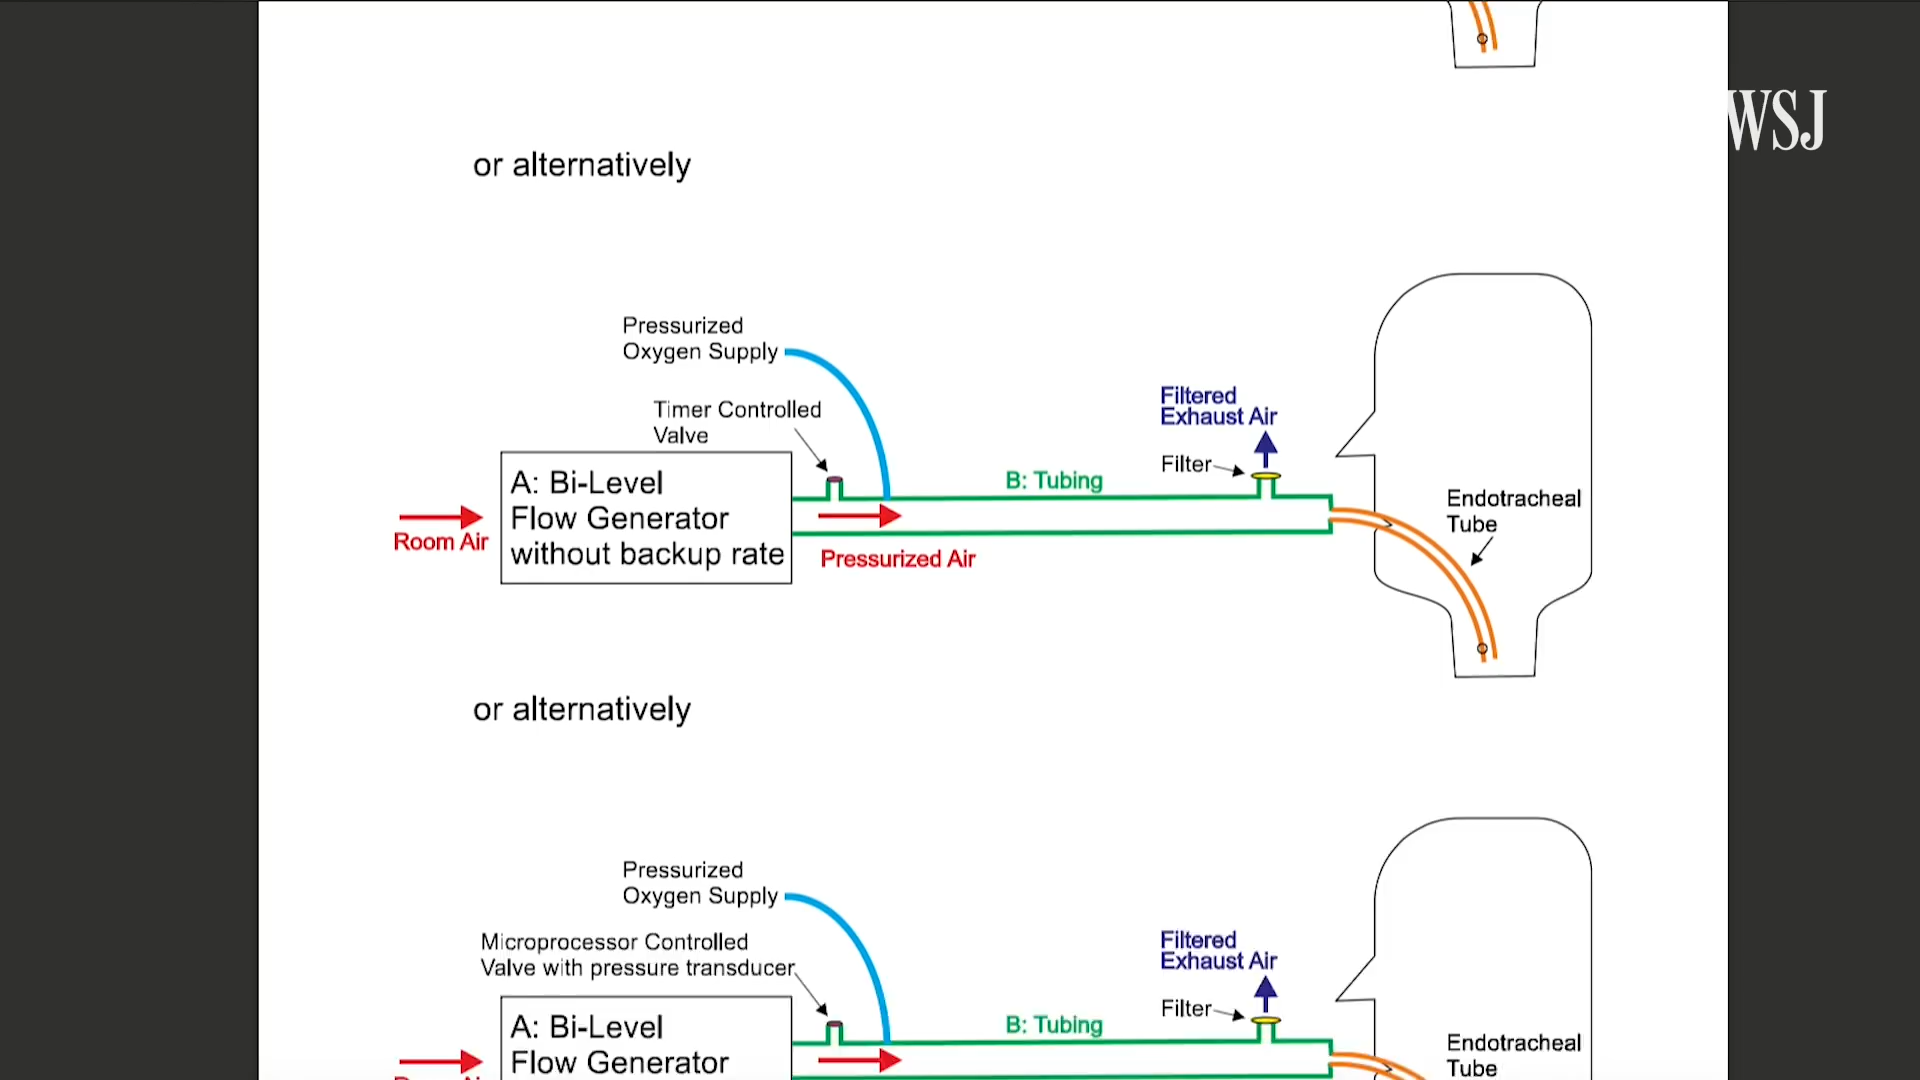 WSJ
or alternatively
Pressurized
Oxygen Supply
Timer Controlled
Valve
Filtered
Exhaust Air
Filter
A: Bi-Level
Flow Generator
without backup rate
B: Tubing
Room Air
Pressurized Air
Endotracheal
Tube
or alternatively
Pressurized
Oxygen Supply
Microprocessor Controlled
Valve with pressure transducer
Filtered
Exhaust Air
Filter
A: Bi-Level
Flow Generator
B: Tubing
Endotracheal
Tube